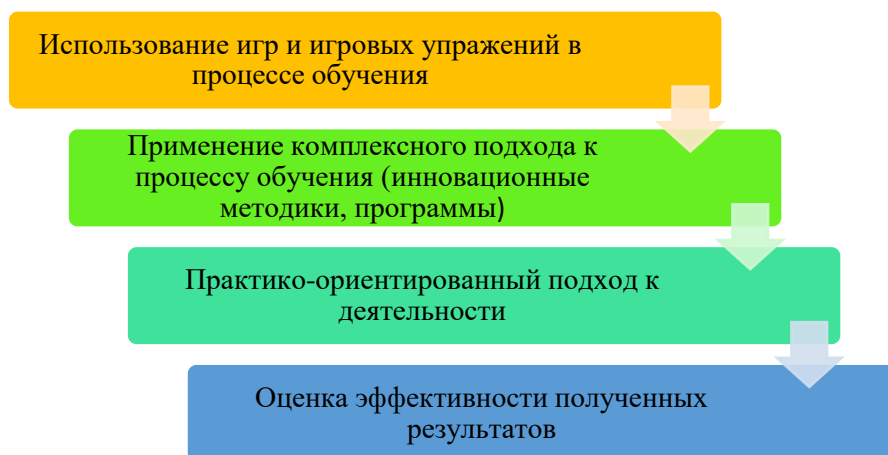 Использование игр и игровых упражений в
процессе обучения
Применение комплексного подхода к
процессу обучения (инновационные
методики, программы)
Практико-ориентированный подход к
деятельности
Оценка эффективности полученных
результатов